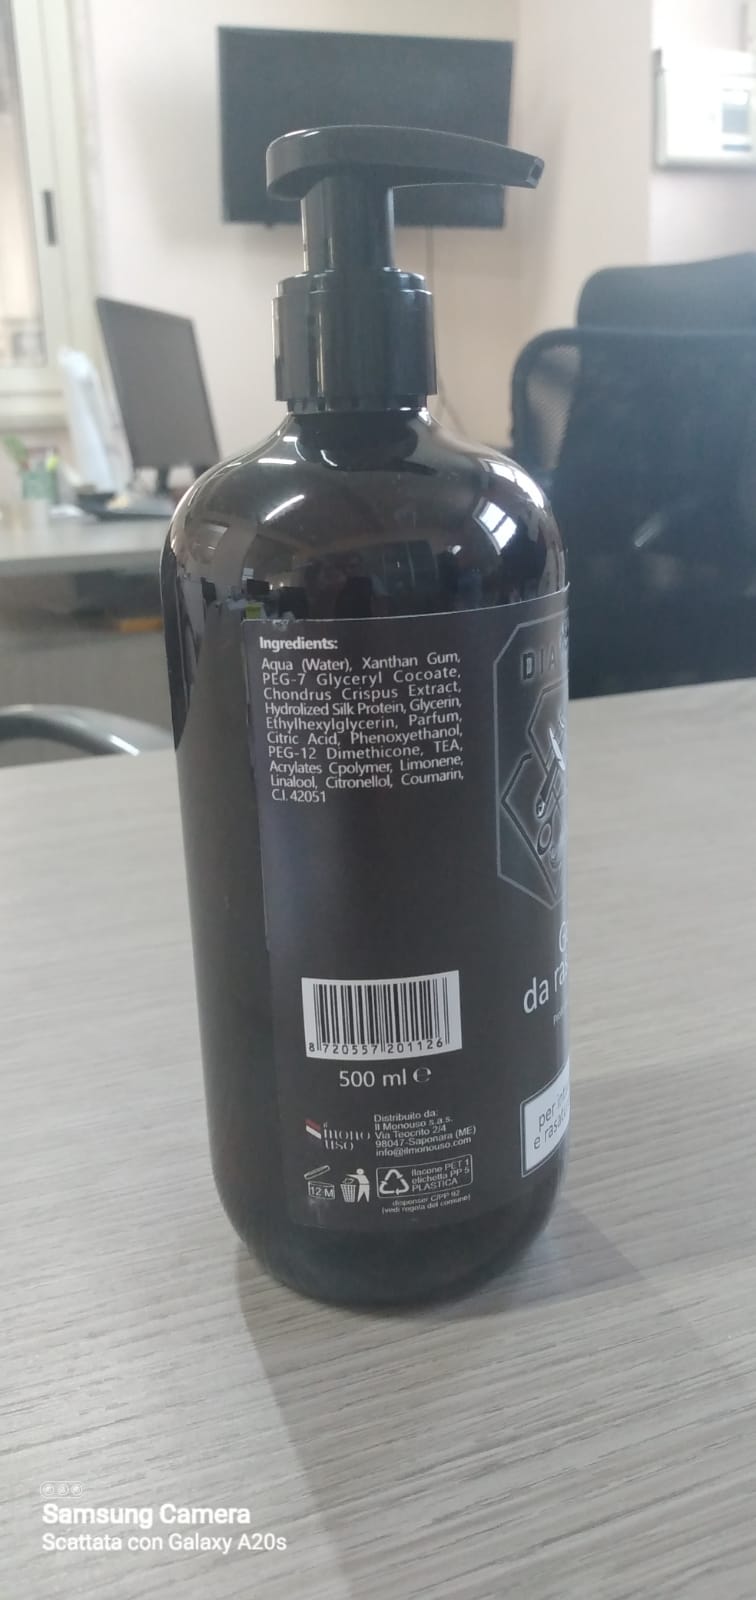 Ingredients:
Aqua (Water), Xanthan Gum,
PEG-7 Glyceryl Cocoate,
Chondrus Crispus Extract,
Hydrolized Silk Protein, Glycerin,
Ethylhexylglycerin, Parfum,
Citric Acid, Phenoxyethanol,
PEG-12 Dimethicone, TEA,
Acrylates Cpolymer, Limonene,
Linalool, Citronellol, Coumarin,
C.I. 42051
DIA
G
da ra
per in
e rasat
8 720557 201126
500 ml ℮
il mono uso
Distribuito da:
Il Monouso s.a.s.
Via Teocrito 2/4
98047-Saponara (ME)
info@ilmonouso.com
12 M
flacone PET 1
etichetta PP 5
PLASTICA
dispenser C/PP 92
(vedi regola del comune)
Samsung Camera
Scattata con Galaxy A20s